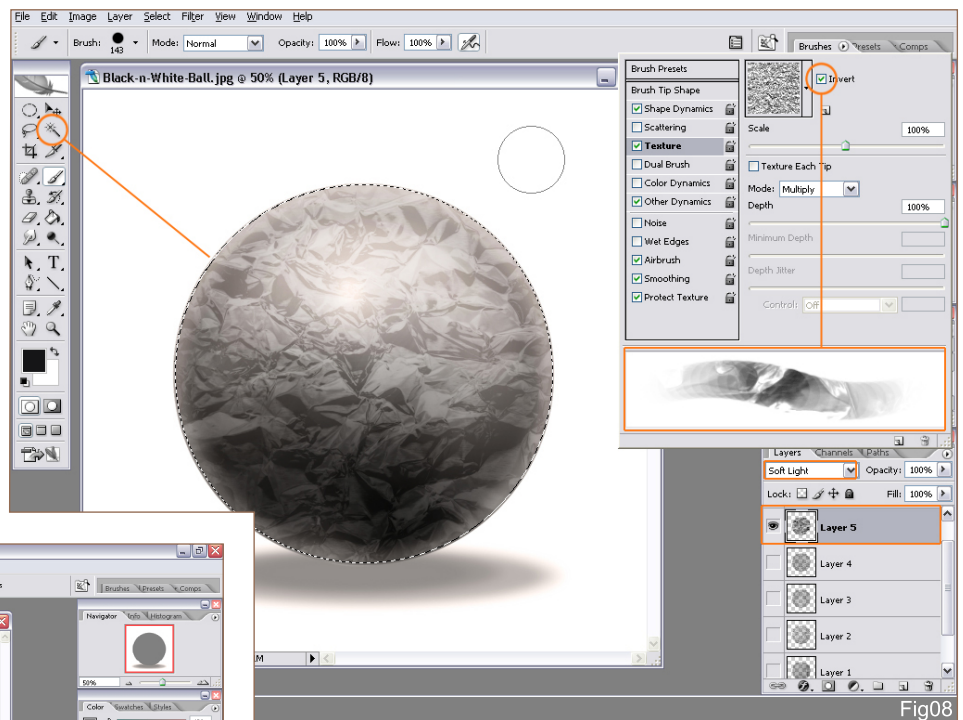 File Edit Image Layer Select Filter View Window Help
Brush: 143 Mode: Normal Opacity: 100% Flow: 100%
Brushes Presets Comps
Black-n-White-Ball.jpg @ 50% (Layer 5, RGB/8)
Brush Presets
Brush Tip Shape
Shape Dynamics
Scattering
Texture
Dual Brush
Color Dynamics
Other Dynamics
Noise
Wet Edges
Airbrush
Smoothing
Protect Texture
Invert
Scale 100%
Texture Each Tip
Mode: Multiply
Depth 100%
Minimum Depth
Depth Jitter
Control: Off
Layers Channels Paths
Soft Light Opacity: 100%
Lock: Fill: 100%
Layer 5
Layer 4
Layer 3
Layer 2
Layer 1
Brushes Presets Comps
Navigator Info Histogram
50%
Color Swatches Styles
Fig08